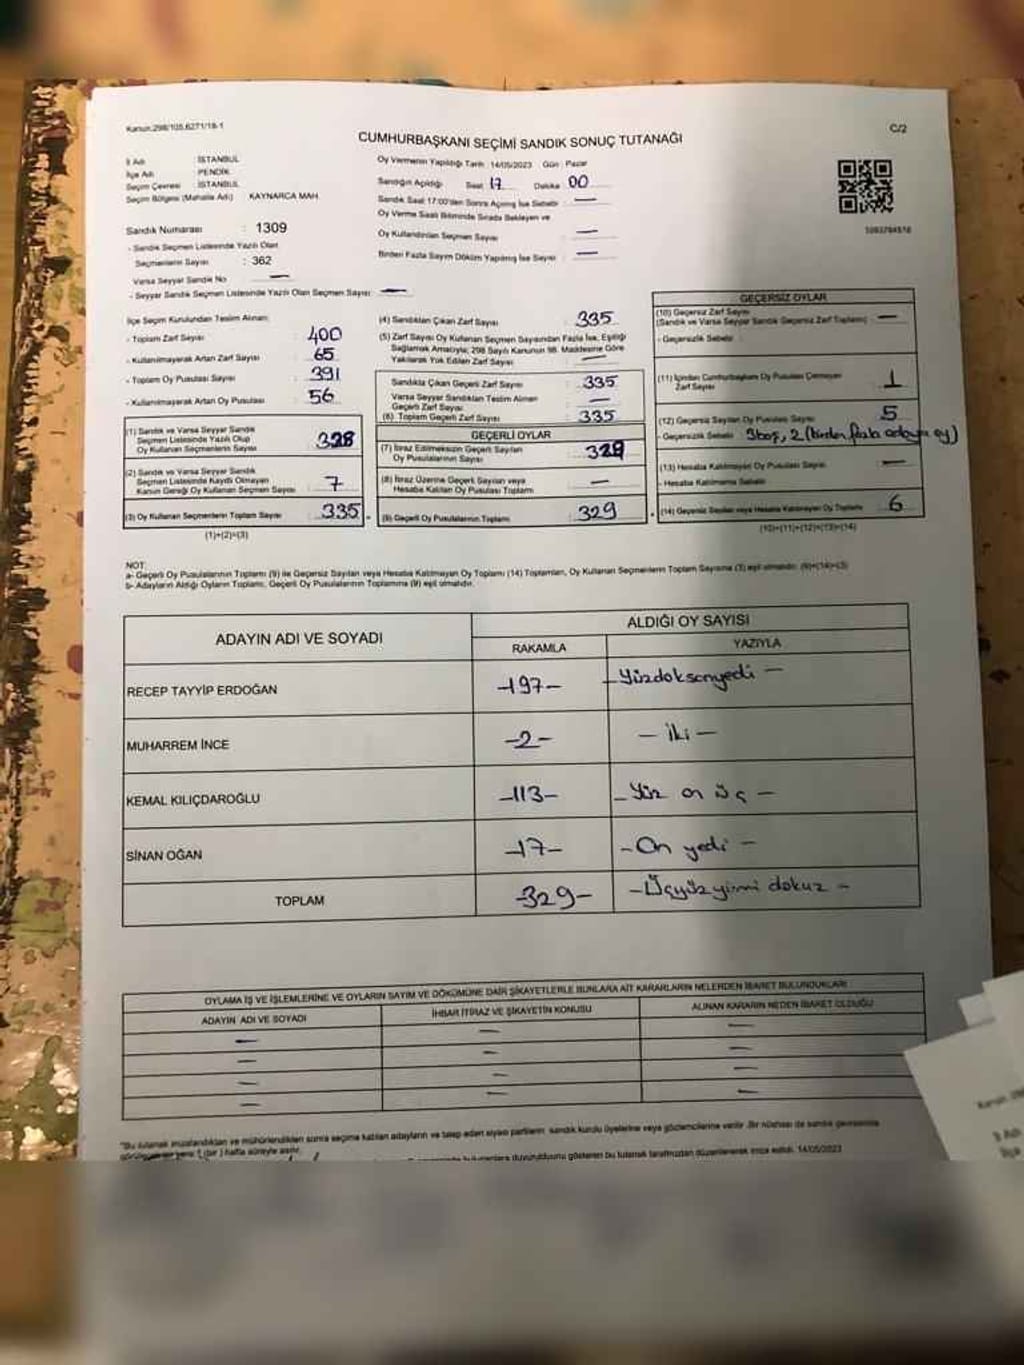 Kanun:298/105,6271/18-1
C/2
CUMHURBAŞKANI SEÇİMİ SANDIK SONUÇ TUTANAĞI
İl Adı : İSTANBUL
İlçe Adı : PENDİK
Seçim Çevresi : İSTANBUL
Seçim Bölgesi (Mahalle Adı) : KAYNARCA MAH.
Sandık Numarası : 1309
- Sandık Seçmen Listesinde Yazılı Olan
Seçmenlerin Sayısı : 362
Varsa Seyyar Sandık No —
- Seyyar Sandık Seçmen Listesinde Yazılı Olan Seçmen Sayısı: —
Oy Vermenin Yapıldığı Tarih: 14/05/2023 Gün: Pazar
Sandığın Açıldığı Saat 17 Dakika 00
Sandık Saat 17:00'den Sonra Açılmış İse Sebebi : —
Oy Verme Saati Bitiminde Sırada Bekleyen ve
Oy Kullandırılan Seçmen Sayısı : —
Birden Fazla Sayım Döküm Yapılmış İse Sayısı : —
İlçe Seçim Kurulundan Teslim Alınan:
- Toplam Zarf Sayısı : 400
- Kullanılmayarak Artan Zarf Sayısı : 65
- Toplam Oy Pusulası Sayısı : 391
- Kullanılmayarak Artan Oy Pusulası : 56
(1) Sandık ve Varsa Seyyar Sandık
Seçmen Listesinde Yazılı Olup
Oy Kullanan Seçmenlerin Sayısı : 328
(2) Sandık ve Varsa Seyyar Sandık
Seçmen Listesinde Kayıtlı Olmayan
Kanun Gereği Oy Kullanan Seçmen Sayısı : 7
(3) Oy Kullanan Seçmenlerin Toplam Sayısı : 335
(1)+(2)=(3)
(4) Sandıktan Çıkan Zarf Sayısı : 335
(5) Zarf Sayısı Oy Kullanan Seçmen Sayısından Fazla İse, Eşitliği
Sağlamak Amacıyla; 298 Sayılı Kanunun 98. Maddesine Göre
Yakılarak Yok Edilen Zarf Sayısı : —
Sandıkta Çıkan Geçerli Zarf Sayısı : 335
Varsa Seyyar Sandıktan Teslim Alınan
Geçerli Zarf Sayısı : —
(6) Toplam Geçerli Zarf Sayısı : 335
GEÇERLİ OYLAR
(7) İtiraz Edilmeksizin Geçerli Sayılan
Oy Pusulalarının Sayısı : 329
(8) İtiraz Üzerine Geçerli Sayılan veya
Hesaba Katılan Oy Pusulası Toplamı : —
(9) Geçerli Oy Pusulalarının Toplamı : 329
GEÇERSİZ OYLAR
(10) Geçersiz Zarf Sayısı
(Sandık ve Varsa Seyyar Sandık Geçersiz Zarf Toplamı) : —
- Geçersizlik Sebebi :
(11) İçinden Cumhurbaşkanı Oy Pusulası Çıkmayan
Zarf Sayısı : 1
(12) Geçersiz Sayılan Oy Pusulası Sayısı : 5
- Geçersizlik Sebebi : 3boş, 2 (birden fazla adaya oy)
(13) Hesaba Katılmayan Oy Pusulası Sayısı : —
- Hesaba Katılmama Sebebi :
(14) Geçersiz Sayılan veya Hesaba Katılmayan Oy Toplamı : 6
(10)+(11)+(12)+(13)=(14)
NOT:
a- Geçerli Oy Pusulalarının Toplamı (9) ile Geçersiz Sayılan veya Hesaba Katılmayan Oy Toplamı (14) Toplamları, Oy Kullanan Seçmenlerin Toplam Sayısına (3) eşit olmalıdır. (9)+(14)=(3)
b- Adayların Aldığı Oyların Toplamı, Geçerli Oy Pusulalarının Toplamına (9) eşit olmalıdır.
ADAYIN ADI VE SOYADI
ALDIĞI OY SAYISI
RAKAMLA YAZIYLA
RECEP TAYYİP ERDOĞAN -197- -Yüzdoksanyedi-
MUHARREM İNCE -2- -İki-
KEMAL KILIÇDAROĞLU -113- -Yüz on üç-
SİNAN OĞAN -17- -On yedi-
TOPLAM -329- -Üçyüzyirmi dokuz-
OYLAMA İŞ VE İŞLEMLERİNE VE OYLARIN SAYIM VE DÖKÜMÜNE DAİR ŞİKAYETLERLE BUNLARA AİT KARARLARIN NELERDEN İBARET BULUNDUKLARI
ADAYIN ADI VE SOYADI İHBAR İTİRAZ VE ŞİKAYETİN KONUSU ALINAN KARARIN NEDEN İBARET OLDUĞU
— — —
— — —
— — —
— — —
"Bu tutanak imzalandıktan ve mühürlendikten sonra seçime katılan adayların ve talep eden siyasi partilerin sandık kurulu üyelerine veya gözlemcilerine verilir. Bir nüshası da sandık çevresinde
1 (bir) hafta süreyle asılır.
duyurulduğunu gösteren bu tutanak tarafımızdan düzenlenerek imza edildi. 14/05/2023